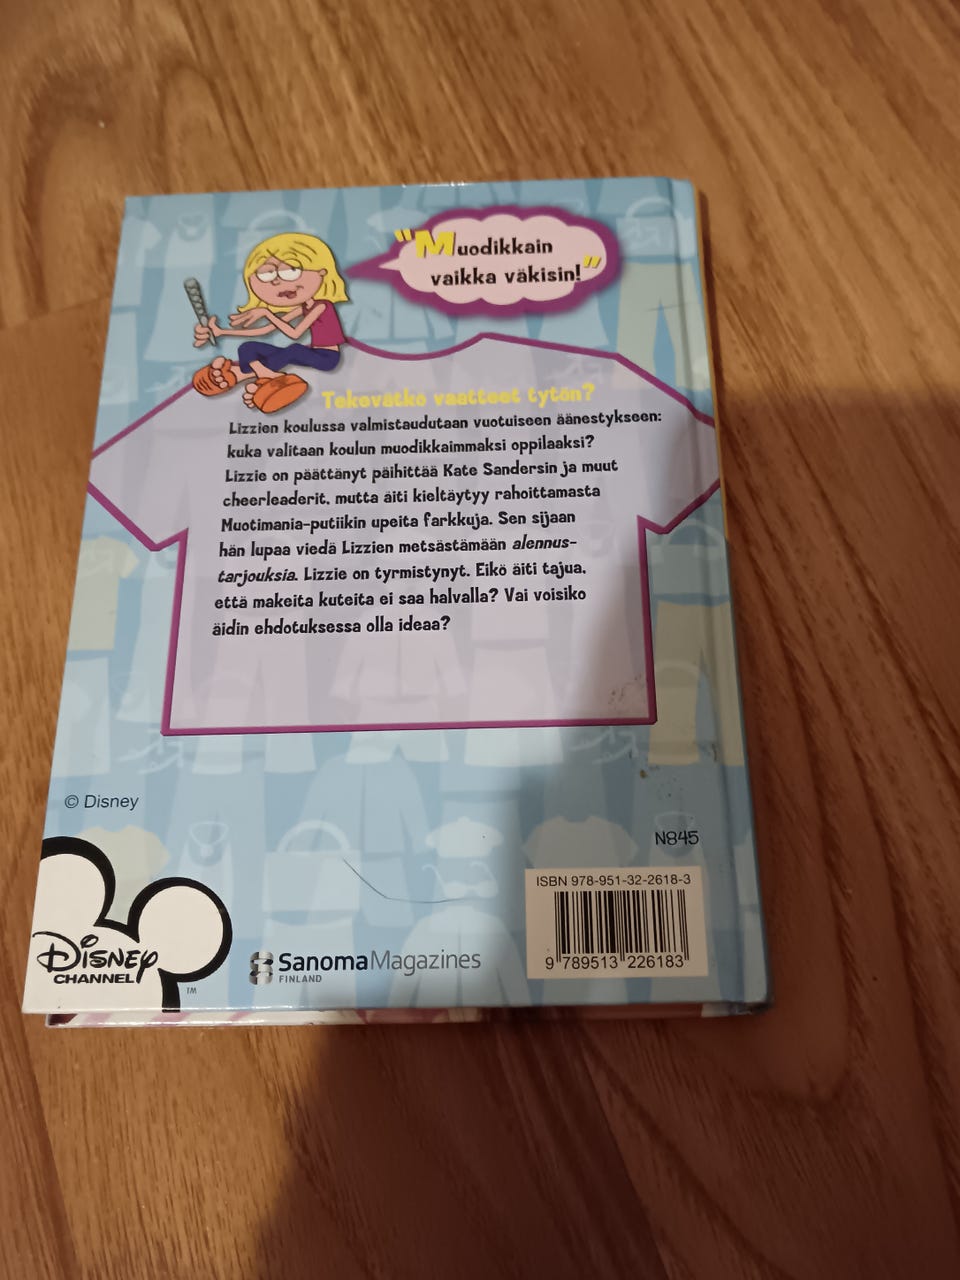 "Muodikkain
vaikka väkisin!"
Tekevätkö vaatteet tytön?
Lizzien koulussa valmistaudutaan vuotuiseen äänestykseen:
kuka valitaan koulun muodikkaimmaksi oppilaaksi?
Lizzie on päättänyt päihittää Kate Sandersin ja muut
cheerleaderit, mutta äiti kieltäytyy rahoittamasta
Muotimania-putiikin upeita farkkuja. Sen sijaan
hän lupaa viedä Lizzien metsästämään alennus-
tarjouksia. Lizzie on tyrmistynyt. Eikö äiti tajua,
että makeita kuteita ei saa halvalla? Vai voisiko
äidin ehdotuksessa olla ideaa?
© Disney
N845
ISBN 978-951-32-2618-3
9 789513 226183
Disney
CHANNEL
TM
SanomaMagazines
FINLAND